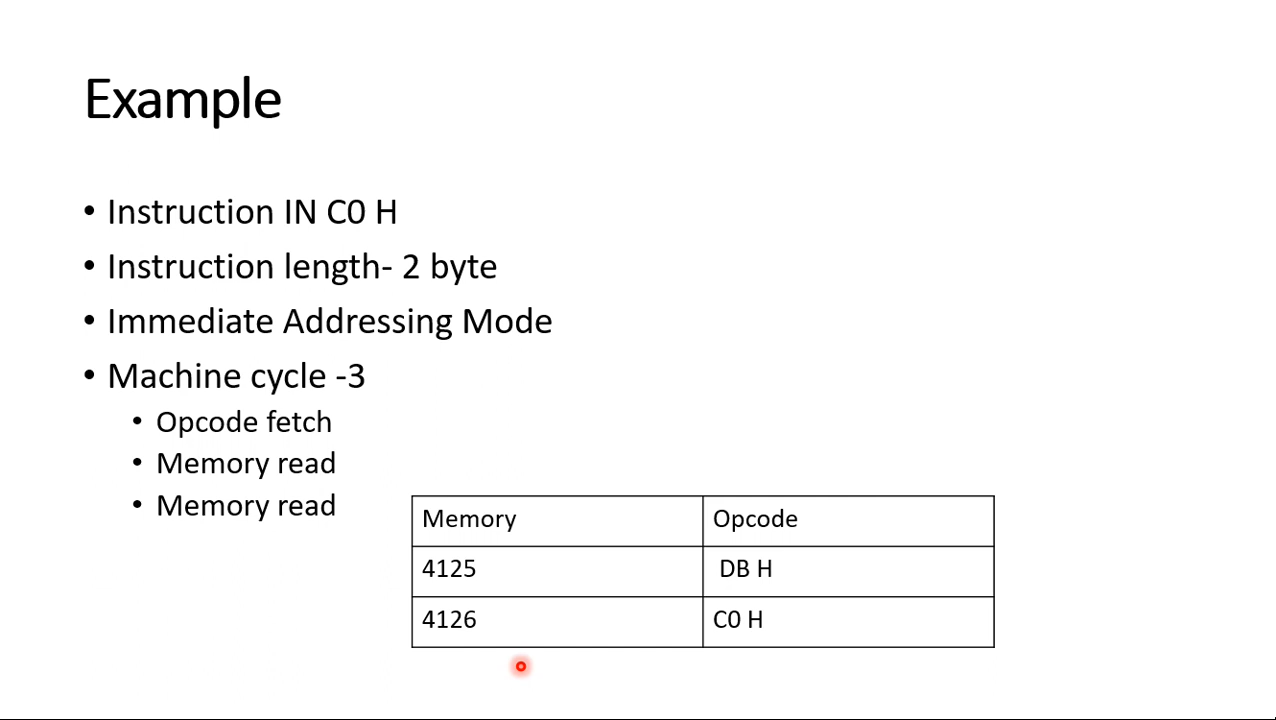 Example
• Instruction IN C0 H
• Instruction length- 2 byte
• Immediate Addressing Mode
• Machine cycle -3
• Opcode fetch
• Memory read
• Memory read
Memory Opcode
4125 DB H
4126 C0 H